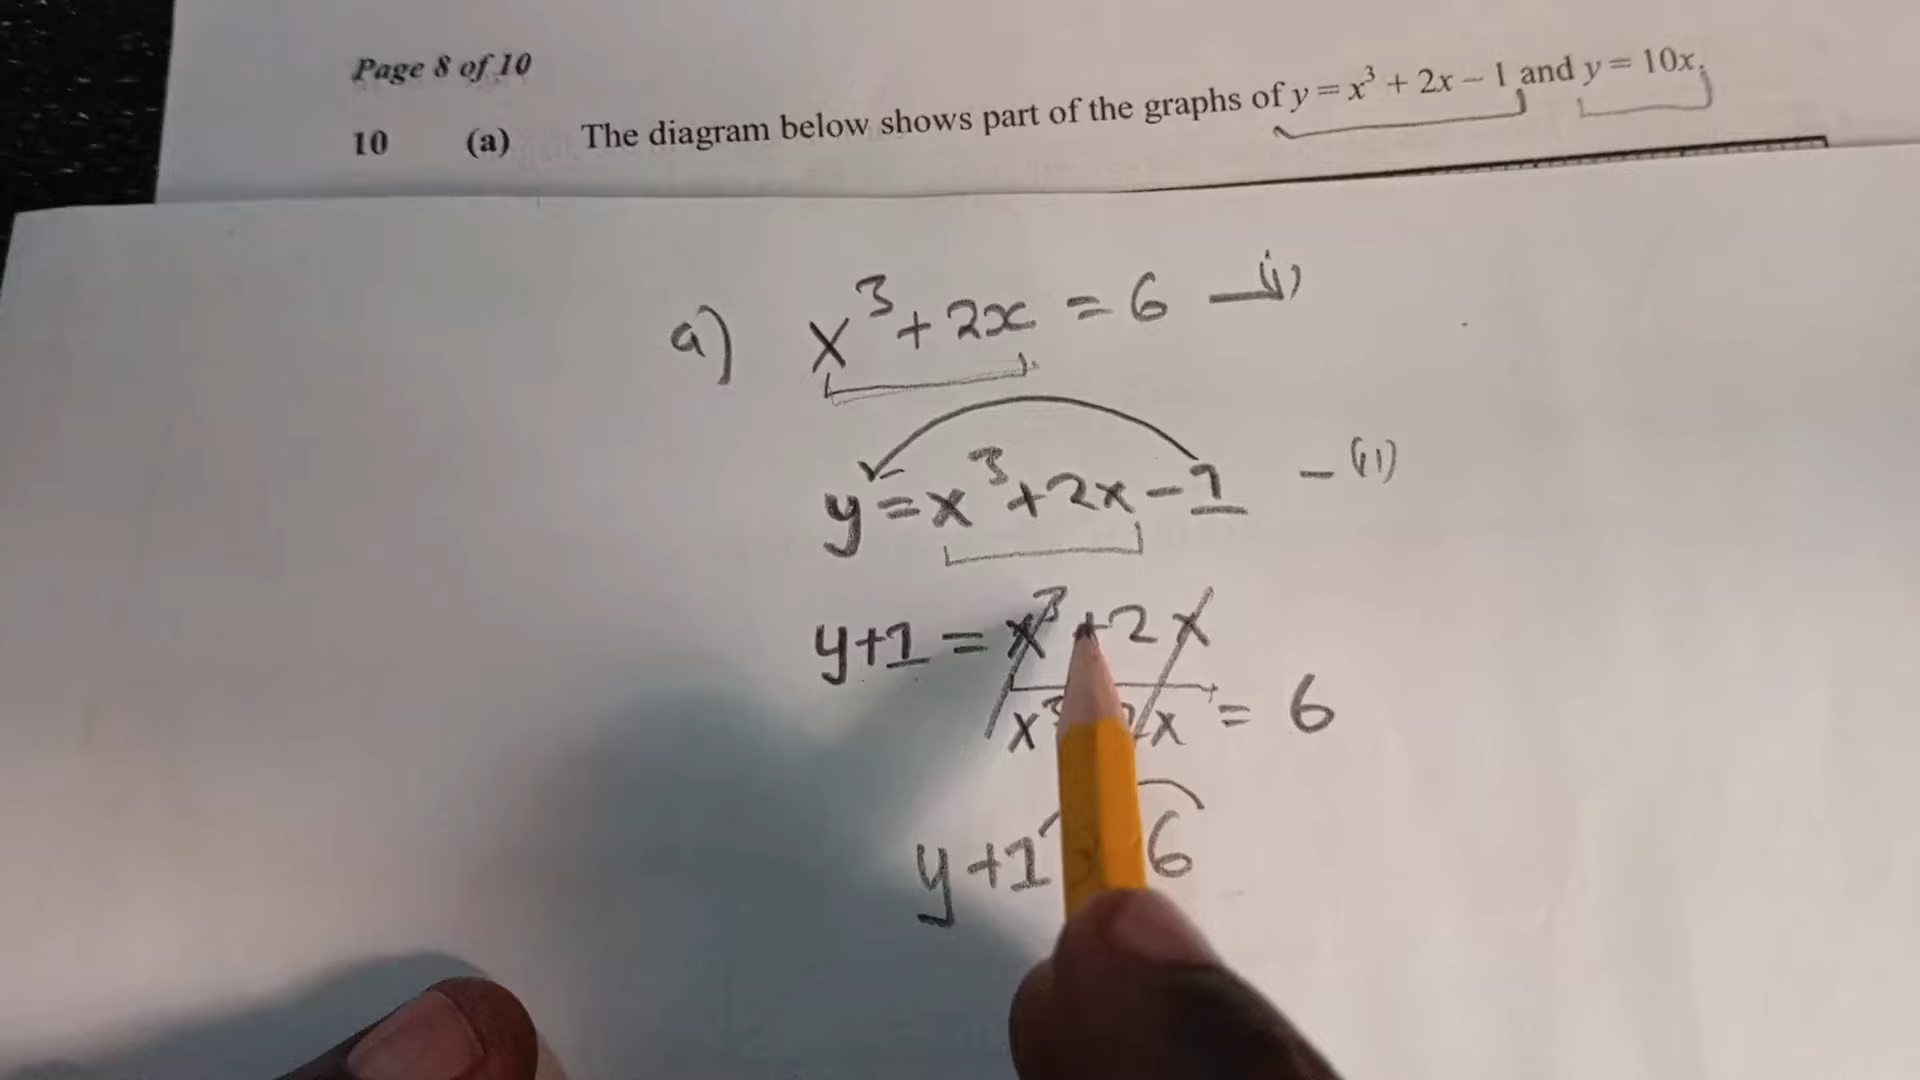 Page 8 of 10
10 (a) The diagram below shows part of the graphs of y = x³ + 2x − 1 and y = 10x.
a) x³ + 2x = 6 — (i)
y = x³ + 2x − 1 — (ii)
y + 1 = x³ + 2x
x³ 2x = 6
y + 1 6